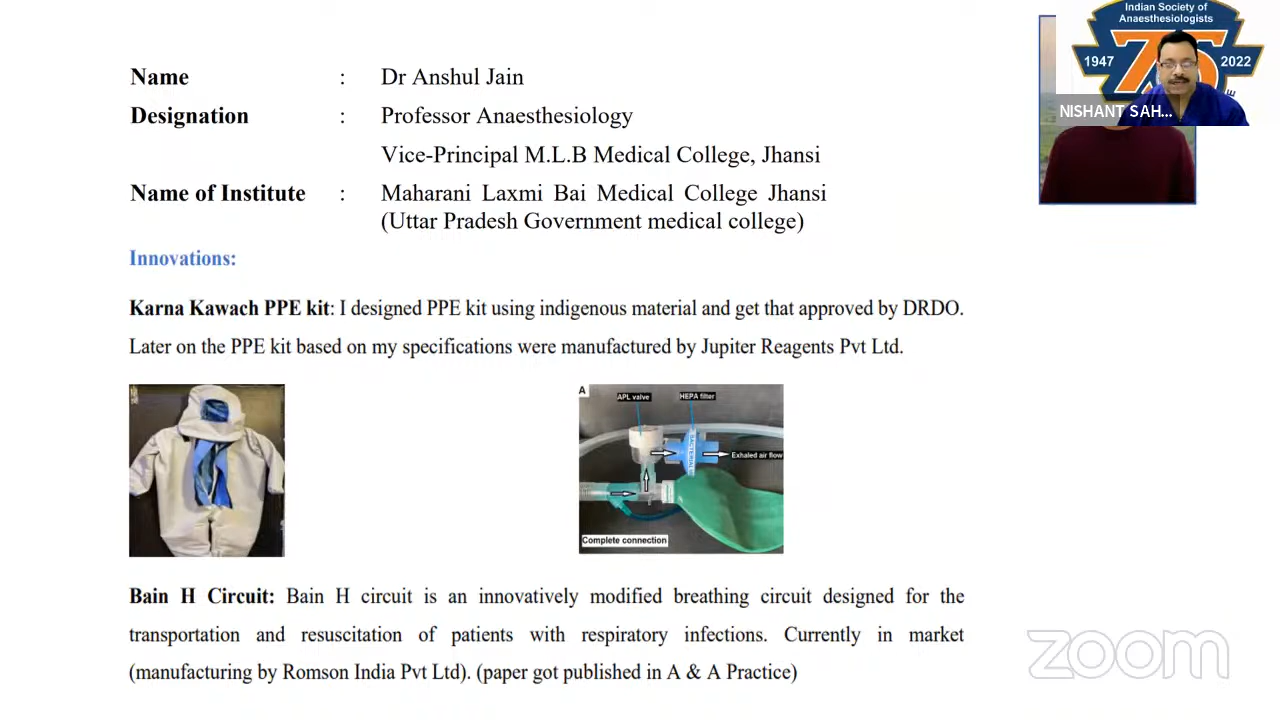 Indian Society of
Anaesthesiologists
1947
2022
NISHANT SAH...
Name : Dr Anshul Jain
Designation : Professor Anaesthesiology
Vice-Principal M.L.B Medical College, Jhansi
Name of Institute : Maharani Laxmi Bai Medical College Jhansi
(Uttar Pradesh Government medical college)
Innovations:
Karna Kawach PPE kit: I designed PPE kit using indigenous material and get that approved by DRDO.
Later on the PPE kit based on my specifications were manufactured by Jupiter Reagents Pvt Ltd.
A
APL valve
HEPA filter
BACTERIAL
Exhaled air flow
Complete connection
Bain H Circuit: Bain H circuit is an innovatively modified breathing circuit designed for the
transportation and resuscitation of patients with respiratory infections. Currently in market
(manufacturing by Romson India Pvt Ltd). (paper got published in A & A Practice)
zoom